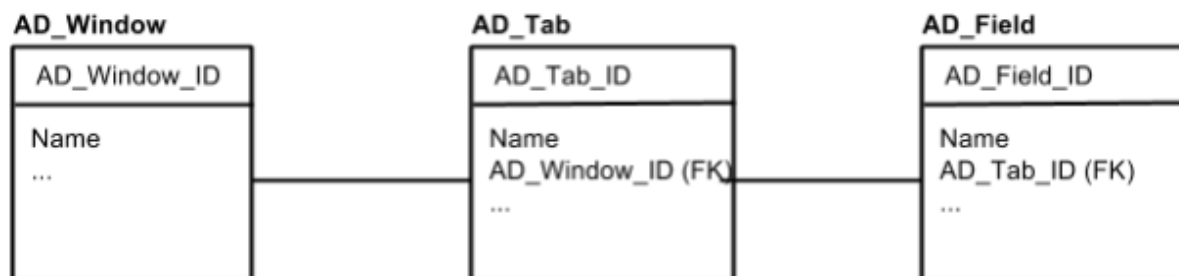 AD_Window
AD_Window_ID
Name
...
AD_Tab
AD_Tab_ID
Name
AD_Window_ID (FK)
...
AD_Field
AD_Field_ID
Name
AD_Tab_ID (FK)
...